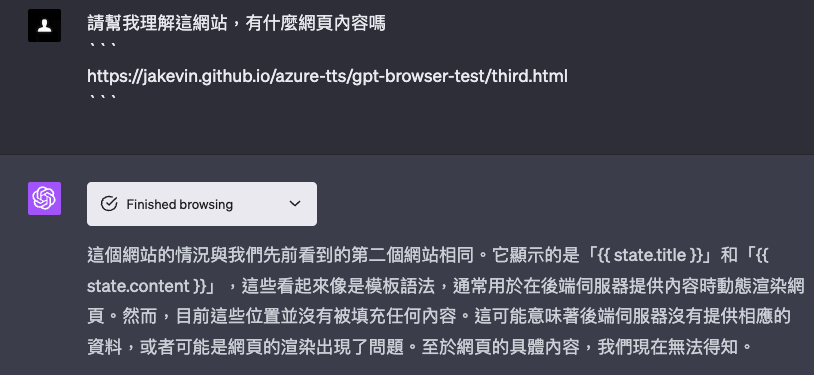 請幫我理解這網站，有什麼網頁內容嗎
```
https://jakevin.github.io/azure-tts/gpt-browser-test/third.html
```
Finished browsing
這個網站的情況與我們先前看到的第二個網站相同。它顯示的是「{{ state.title }}」和「{{
state.content }}」，這些看起來像是模板語法，通常用於在後端伺服器提供內容時動態渲染網
頁。然而，目前這些位置並沒有被填充任何內容。這可能意味著後端伺服器沒有提供相應的
資料，或者可能是網頁的渲染出現了問題。至於網頁的具體內容，我們現在無法得知。